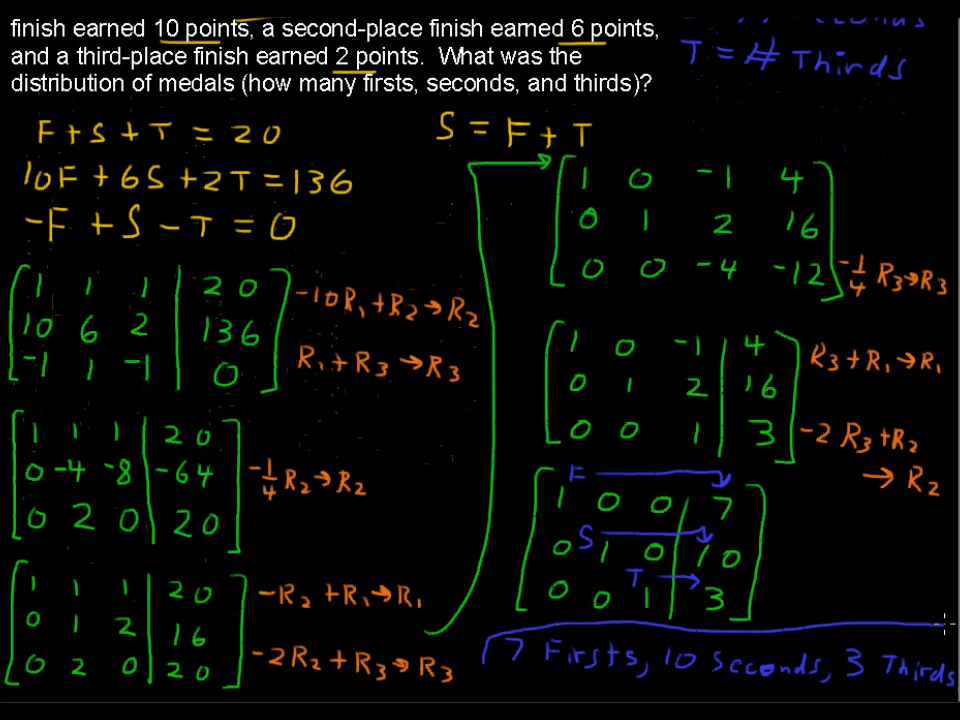 finish earned 10 points, a second-place finish earned 6 points,
and a third-place finish earned 2 points. What was the
distribution of medals (how many firsts, seconds, and thirds)?
T = # Thirds
F + S + T = 20
10F + 6S + 2T = 136
-F + S - T = 0
S = F + T
1 1 1 | 20
10 6 2 | 136
-1 1 -1 | 0
-10R₁ + R₂ → R₂
R₁ + R₃ → R₃
1 1 1 | 20
0 -4 -8 | -64
0 2 0 | 20
-1/4 R₂ → R₂
1 1 1 | 20
0 1 2 | 16
0 2 0 | 20
-R₂ + R₁ → R₁
-2R₂ + R₃ → R₃
1 0 -1 4
0 1 2 16
0 0 -4 -12
-1/4 R₃ → R₃
1 0 -1 | 4
0 1 2 | 16
0 0 1 | 3
R₃ + R₁ → R₁
-2 R₃ + R₂
→ R₂
F
1 0 0 | 7
S
0 1 0 | 10
T
0 0 1 | 3
7 Firsts, 10 Seconds, 3 Thirds